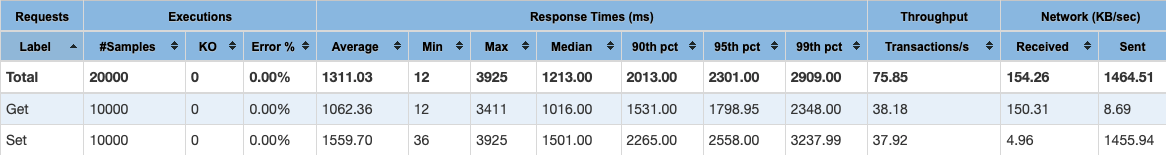 Requests Executions Response Times (ms) Throughput Network (KB/sec)
Label #Samples KO Error % Average Min Max Median 90th pct 95th pct 99th pct Transactions/s Received Sent
Total 20000 0 0.00% 1311.03 12 3925 1213.00 2013.00 2301.00 2909.00 75.85 154.26 1464.51
Get 10000 0 0.00% 1062.36 12 3411 1016.00 1531.00 1798.95 2348.00 38.18 150.31 8.69
Set 10000 0 0.00% 1559.70 36 3925 1501.00 2265.00 2558.00 3237.99 37.92 4.96 1455.94